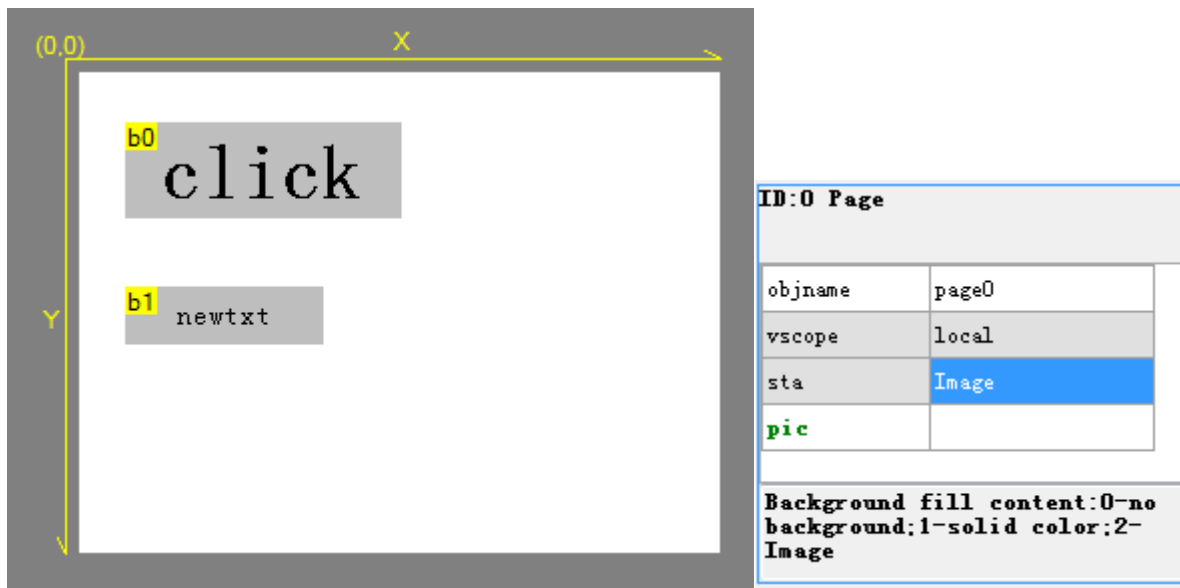 (0,0)
X
b0
click
b1
newtxt
Y
ID:0 Page
objname page0
vscope local
sta Image
pic
Background fill content:0-no
background;1-solid color;2-
Image